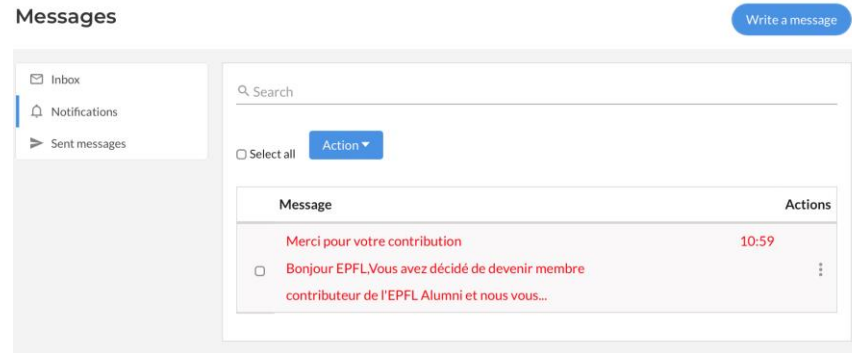 Messages
Write a message
Inbox
Notifications
Sent messages
Search
Select all
Action
Message
Actions
Merci pour votre contribution
10:59
Bonjour EPFL,Vous avez décidé de devenir membre
contributeur de l'EPFL Alumni et nous vous...